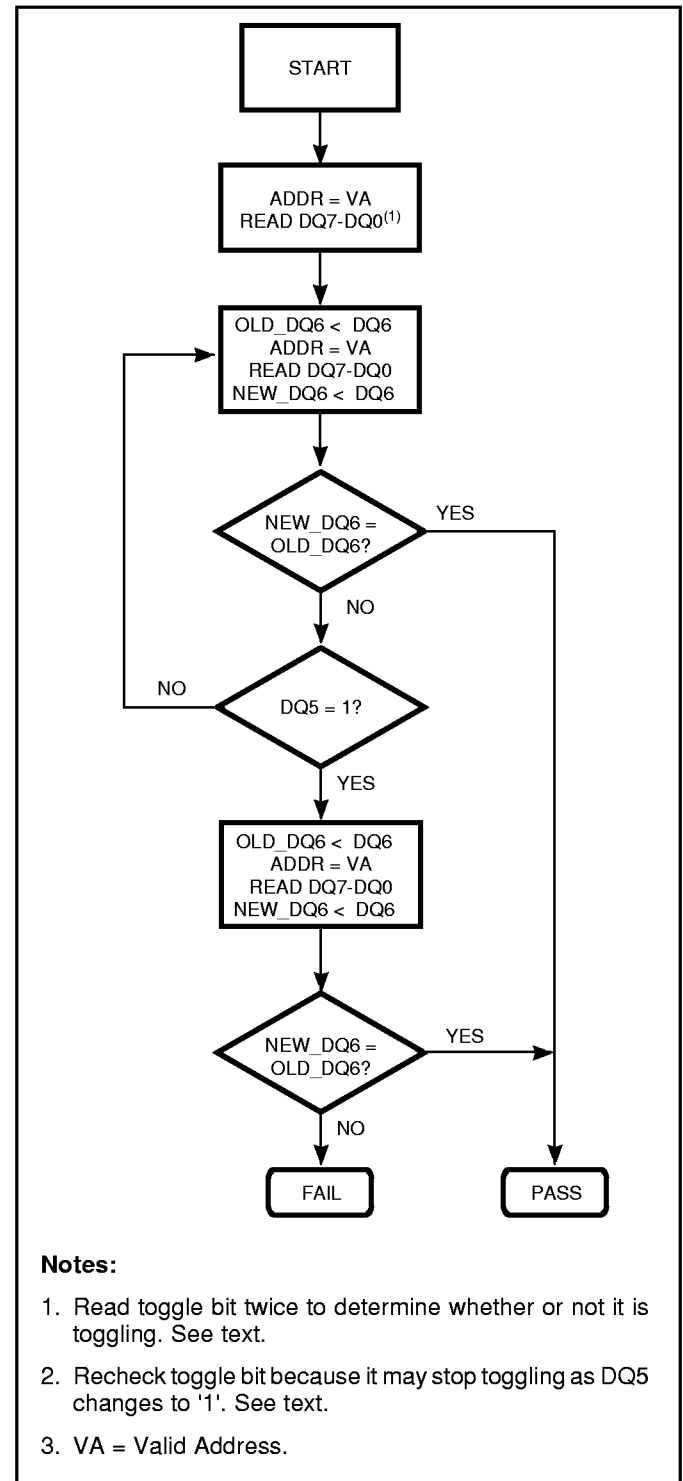 START
ADDR = VA
READ DQ7-DQ0(1)
OLD_DQ6 < DQ6
ADDR = VA
READ DQ7-DQ0
NEW_DQ6 < DQ6
NEW_DQ6 =
OLD_DQ6?
YES
NO
DQ5 = 1?
NO
YES
OLD_DQ6 < DQ6
ADDR = VA
READ DQ7-DQ0
NEW_DQ6 < DQ6
NEW_DQ6 =
OLD_DQ6?
YES
NO
FAIL
PASS
Notes:
1. Read toggle bit twice to determine whether or not it is
toggling. See text.
2. Recheck toggle bit because it may stop toggling as DQ5
changes to '1'. See text.
3. VA = Valid Address.